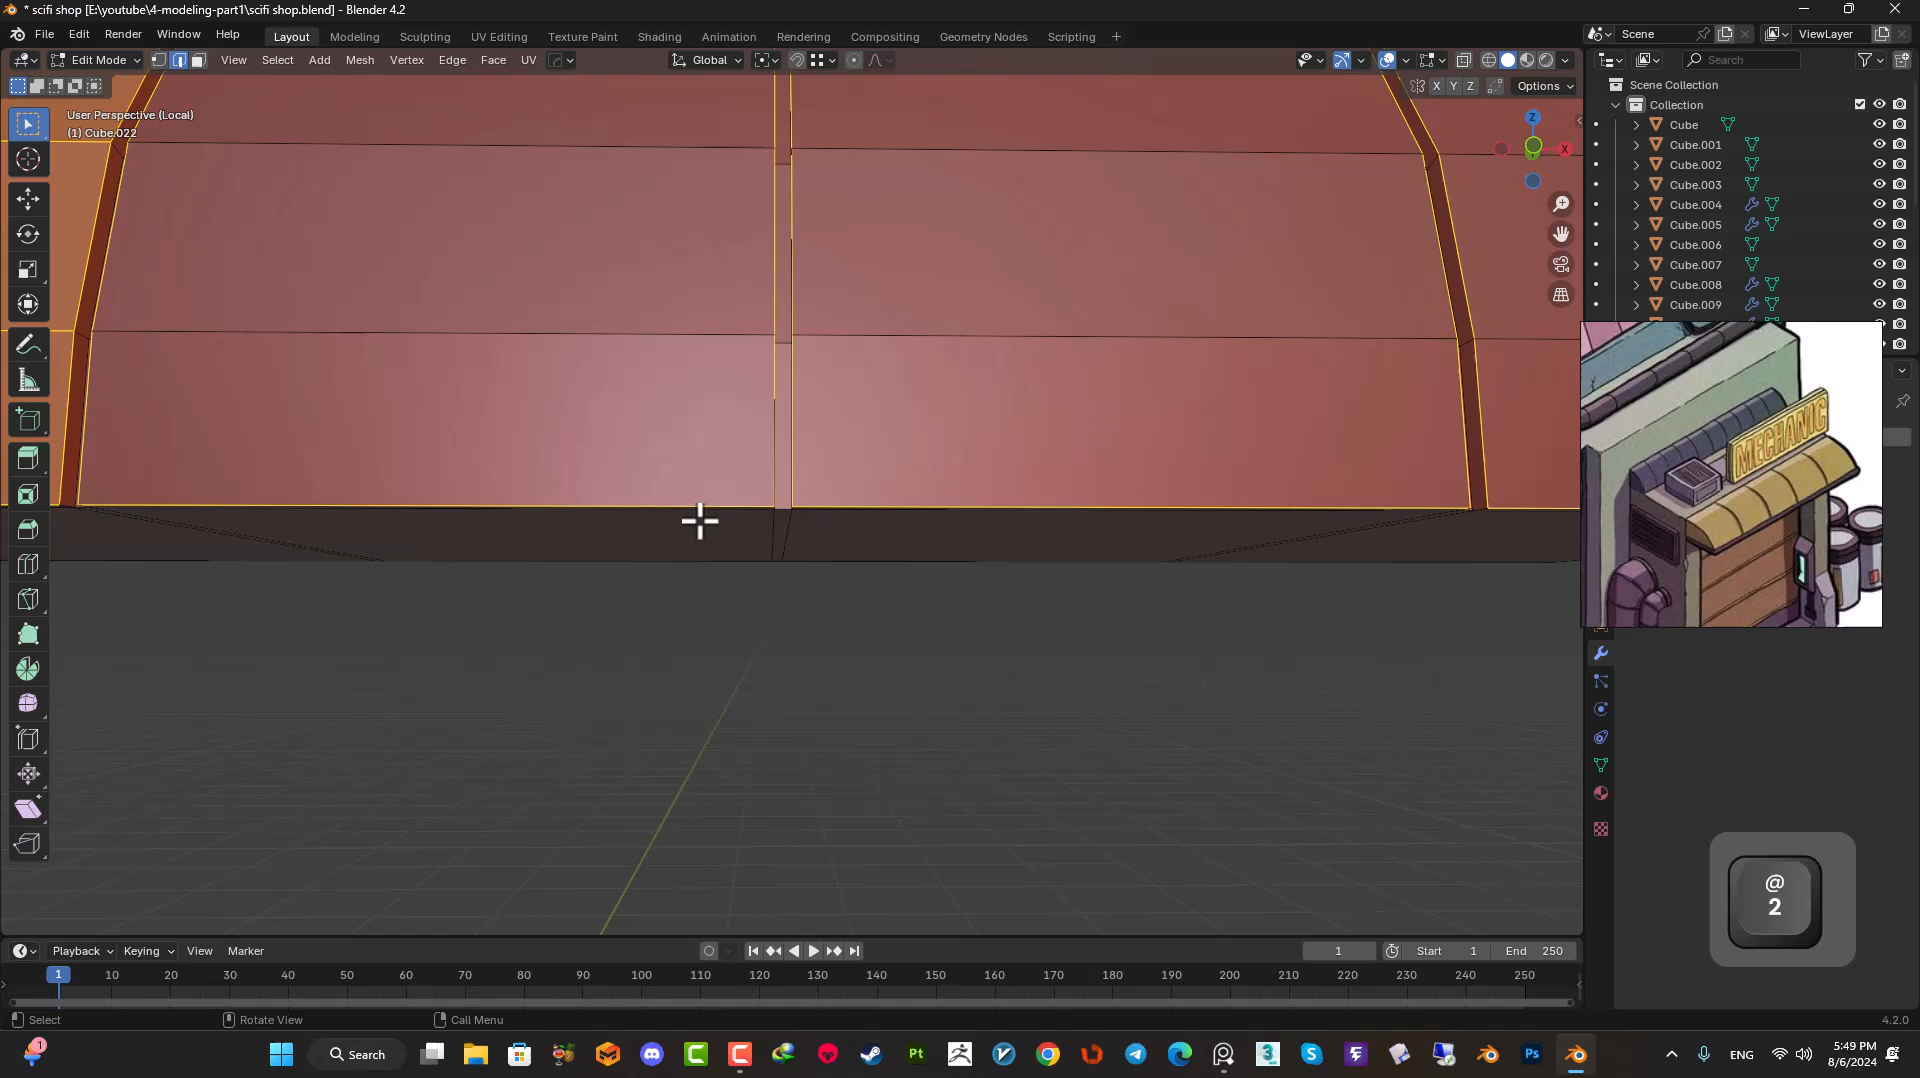 * scifi shop [E:\youtube\4-modeling-part1\scifi shop.blend] - Blender 4.2
File Edit Render Window Help Layout Modeling Sculpting UV Editing Texture Paint Shading Animation Rendering Compositing Geometry Nodes Scripting + Scene ViewLayer
Edit Mode View Select Add Mesh Vertex Edge Face UV Global Search
X Y Z Options
User Perspective (Local)
(1) Cube.022
Z
X
Scene Collection
Collection
Cube
Cube.001
Cube.002
Cube.003
Cube.004
Cube.005
Cube.006
Cube.007
Cube.008
Cube.009
MECHANIC
@
2
Playback Keying View Marker 1 Start 1 End 250
1 10 20 30 40 50 60 70 80 90 100 110 120 130 140 150 160 170 180 190 200 210 220 230 240 250
Select Rotate View Call Menu 4.2.0
1 Search Pt 3 S Ps ENG 5:49 PM
8/6/2024